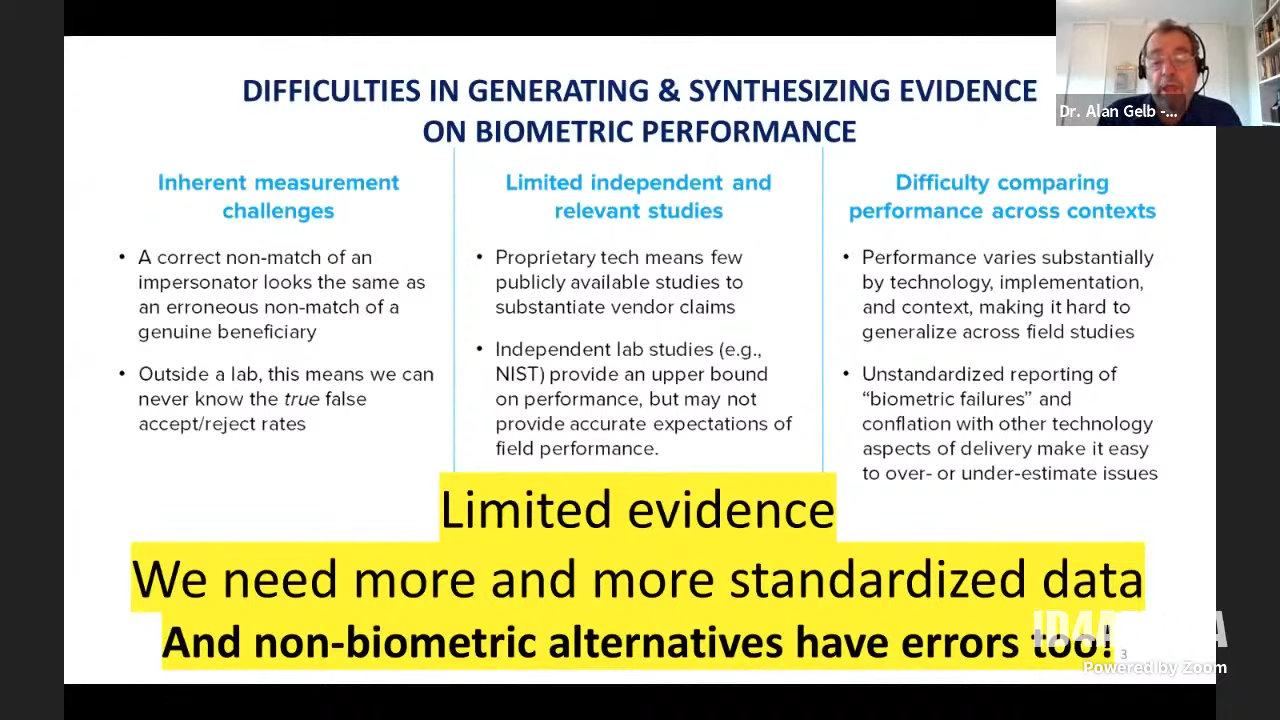 DIFFICULTIES IN GENERATING & SYNTHESIZING EVIDENCE
ON BIOMETRIC PERFORMANCE
Dr. Alan Gelb -...
Inherent measurement
challenges
• A correct non-match of an
impersonator looks the same as
an erroneous non-match of a
genuine beneficiary
• Outside a lab, this means we can
never know the true false
accept/reject rates
Limited independent and
relevant studies
• Proprietary tech means few
publicly available studies to
substantiate vendor claims
• Independent lab studies (e.g.,
NIST) provide an upper bound
on performance, but may not
provide accurate expectations of
field performance.
Difficulty comparing
performance across contexts
• Performance varies substantially
by technology, implementation,
and context, making it hard to
generalize across field studies
• Unstandardized reporting of
“biometric failures” and
conflation with other technology
aspects of delivery make it easy
to over- or under-estimate issues
Limited evidence
We need more and more standardized data
And non-biometric alternatives have errors too!
3
Powered by Zoom